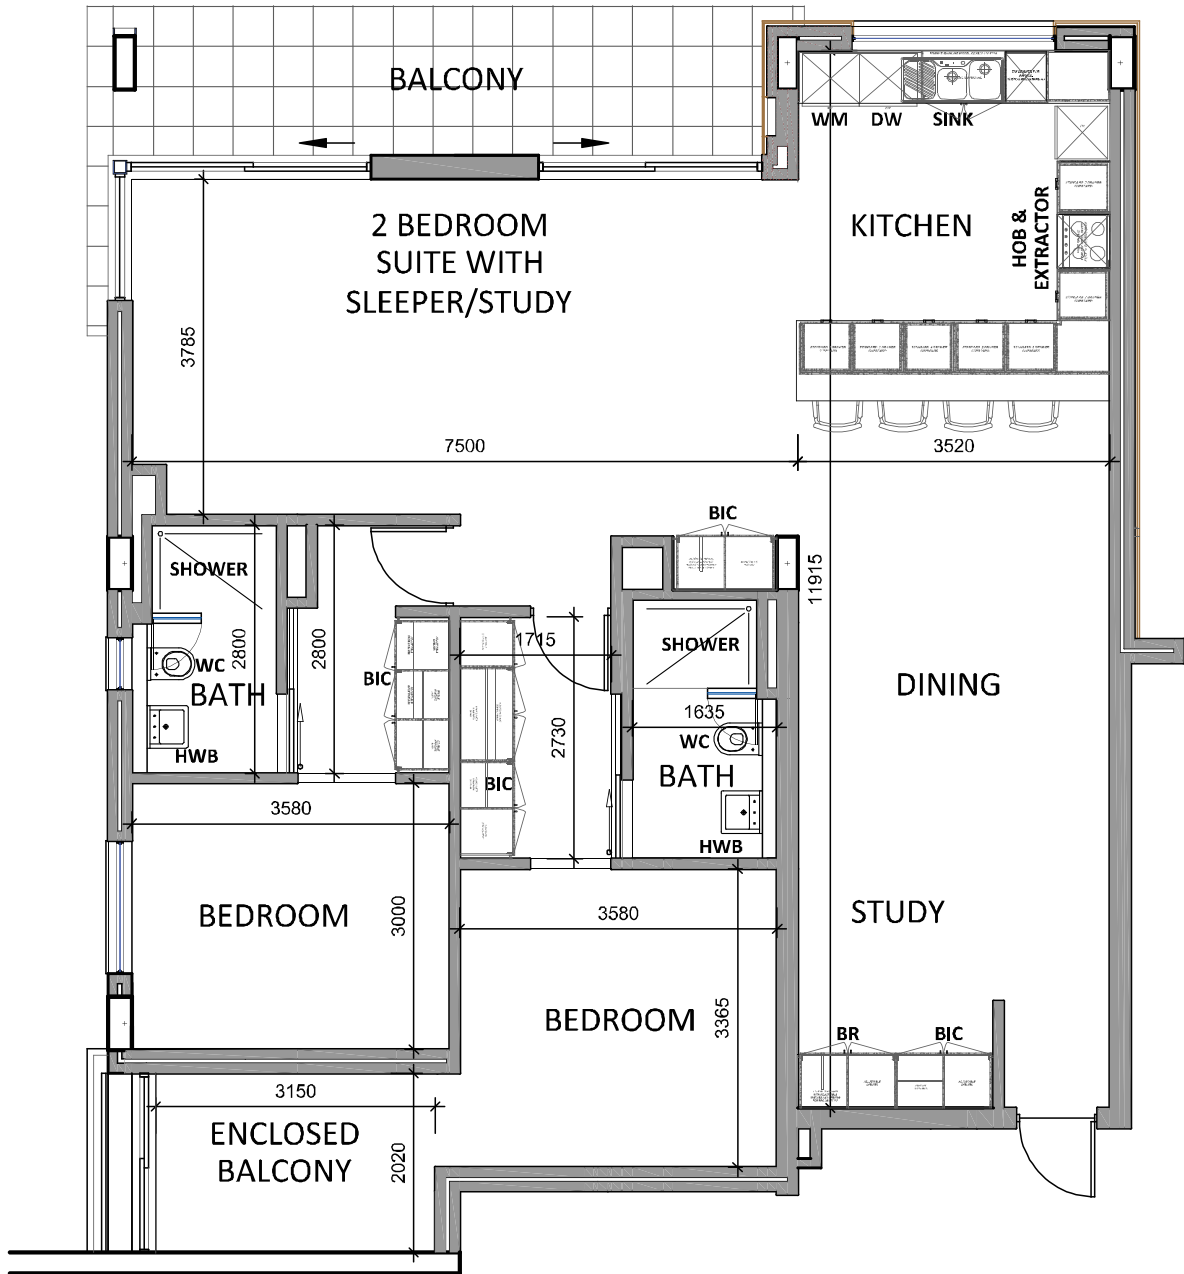 BALCONY
WM
DW
SINK
2 BEDROOM
SUITE WITH
SLEEPER/STUDY
KITCHEN
HOB &
EXTRACTOR
3785
7500
3520
BIC
11915
SHOWER
WC
BATH
2800
2800
HWB
BIC
1715
2730
BIC
SHOWER
1635
WC
BATH
HWB
DINING
3580
BEDROOM
3000
3580
BEDROOM
3365
STUDY
BR
BIC
3150
ENCLOSED
BALCONY
2020